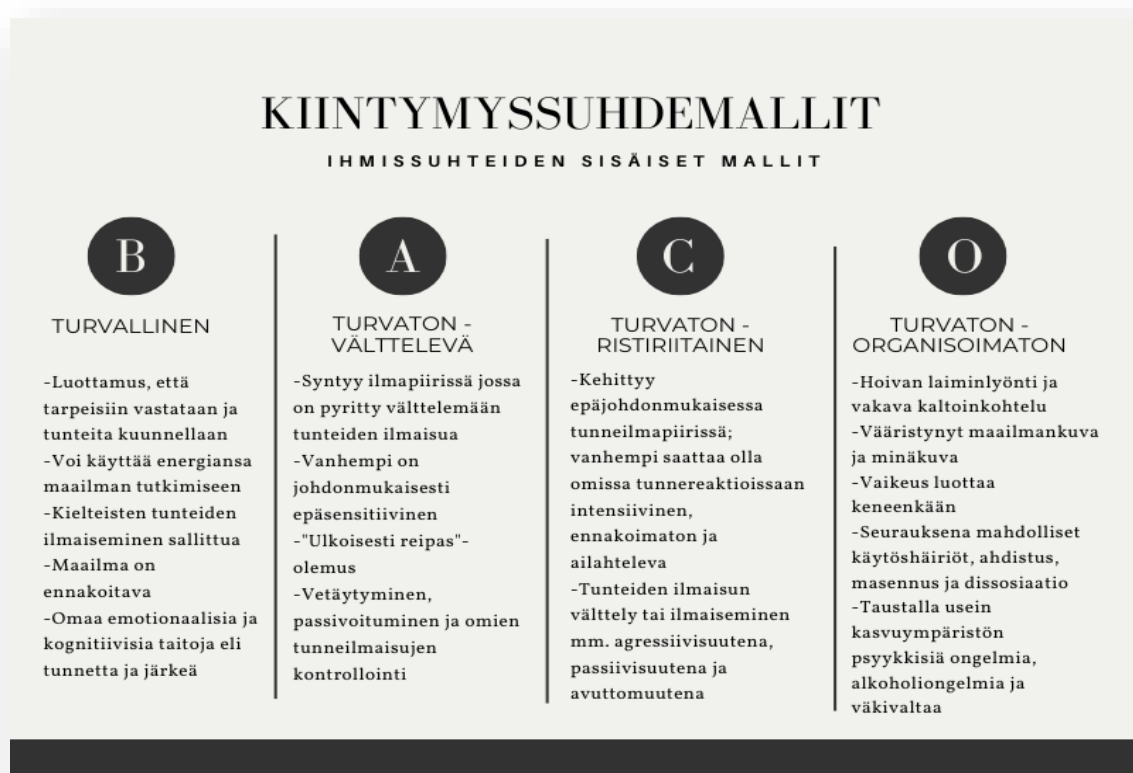 KIINTYMYSSUHDEMALLIT
IHMISSUHTEIDEN SISÄISET MALLIT
B
TURVALLINEN
-Luottamus, että
tarpeisiin vastataan ja
tunteita kuunnellaan
-Voi käyttää energiansa
maailman tutkimiseen
-Kielteisten tunteiden
ilmaiseminen sallittua
-Maailma on
ennakoitava
-Omaa emotionaalisia ja
kognitiivisia taitoja eli
tunnetta ja järkeä
A
TURVATON -
VÄLTTELEVÄ
-Syntyy ilmapiirissä jossa
on pyritty välttelemään
tunteiden ilmaisua
-Vanhempi on
johdonmukaisesti
epäsensitiivinen
-"Ulkoisesti reipas"-
olemus
-Vetäytyminen,
passivoituminen ja omien
tunneilmaisujen
kontrollointi
C
TURVATON -
RISTIRIITAINEN
-Kehittyy
epäjohdonmukaisessa
tunneilmapiirissä;
vanhempi saattaa olla
omissa tunnereaktioissaan
intensiivinen,
ennakoimaton ja
ailahteleva
-Tunteiden ilmaisun
välttely tai ilmaiseminen
mm. agressiivisuutena,
passiivisuutena ja
avuttomuutena
O
TURVATON -
ORGANISOIMATON
-Hoivan laiminlyönti ja
vakava kaltoinkohtelu
-Vääristynyt maailmankuva
ja minäkuva
-Vaikeus luottaa
keneenkään
-Seurauksena mahdolliset
käytöshäiriöt, ahdistus,
masennus ja dissosiaatio
-Taustalla usein
kasvuympäristön
psyykkisiä ongelmia,
alkoholiongelmia ja
väkivaltaa